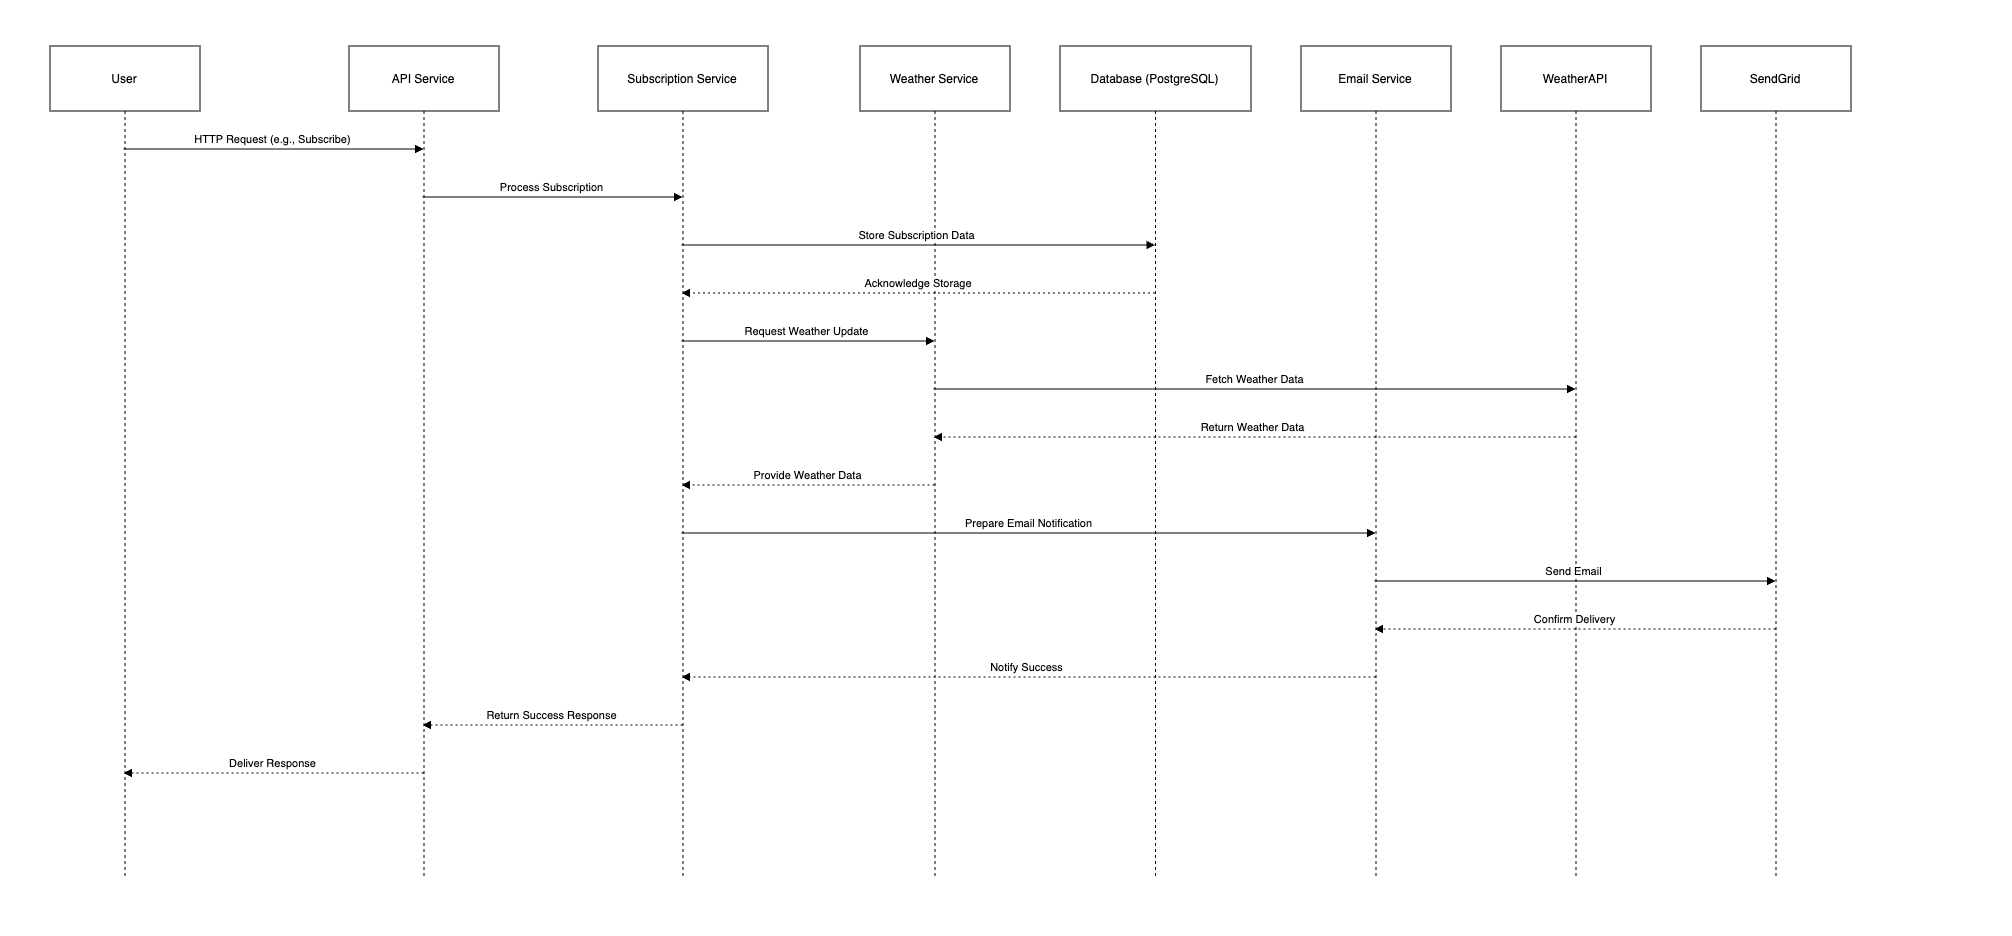 User
API Service
Subscription Service
Weather Service
Database (PostgreSQL)
Email Service
WeatherAPI
SendGrid
HTTP Request (e.g., Subscribe)
Process Subscription
Store Subscription Data
Acknowledge Storage
Request Weather Update
Fetch Weather Data
Return Weather Data
Provide Weather Data
Prepare Email Notification
Send Email
Confirm Delivery
Notify Success
Return Success Response
Deliver Response